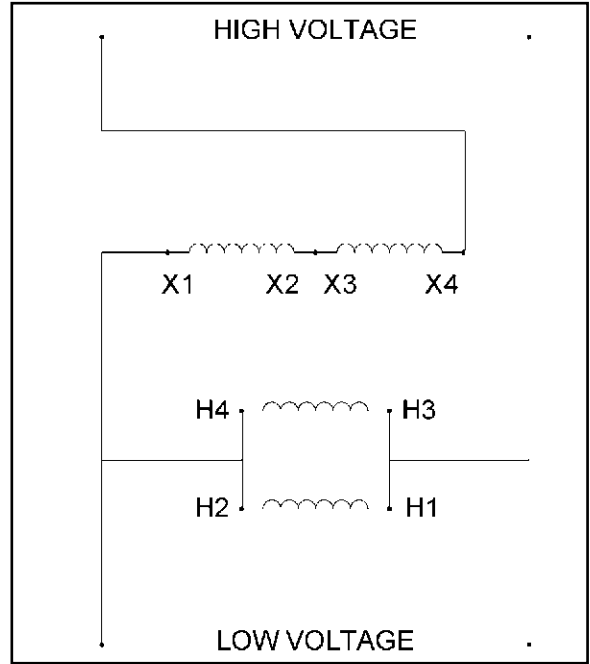 HIGH VOLTAGE
X1 X2 X3 X4
H4 H3
H2 H1
LOW VOLTAGE